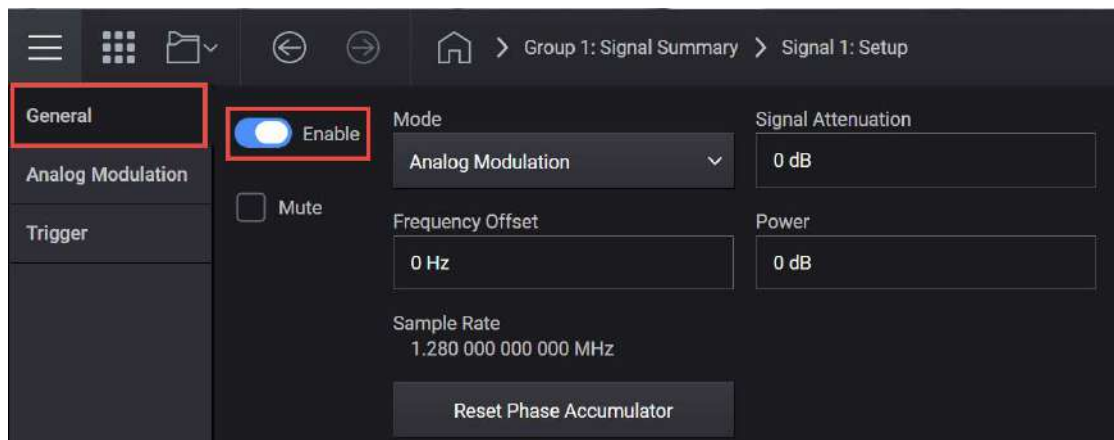 Group 1: Signal Summary > Signal 1: Setup
General
Analog Modulation
Trigger
Enable
Mute
Mode
Analog Modulation
Signal Attenuation
0 dB
Frequency Offset
0 Hz
Power
0 dB
Sample Rate
1.280 000 000 000 MHz
Reset Phase Accumulator